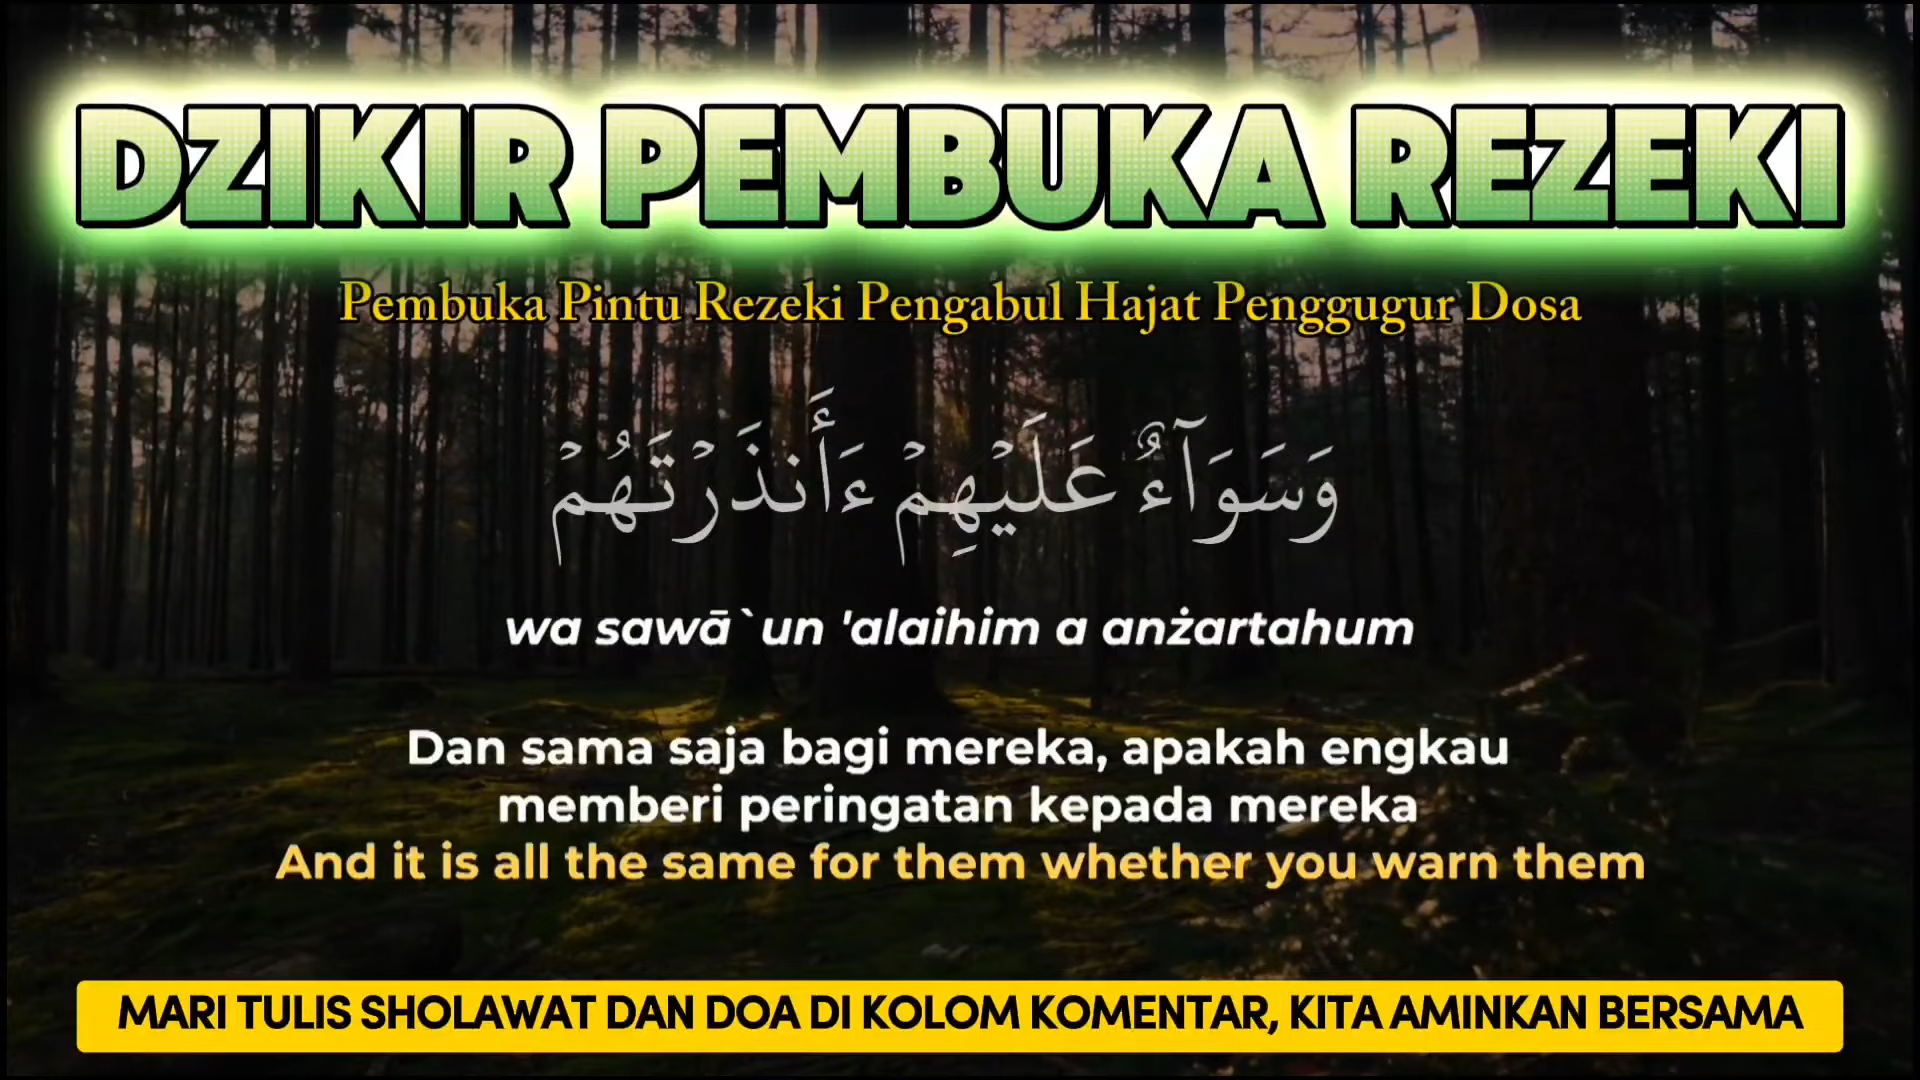 DZIKIR PEMBUKA REZEKI
Pembuka Pintu Rezeki Pengabul Hajat Penggugur Dosa
وَسَوَآءٌ عَلَيْهِمْ ءَأَنذَرْتَهُمْ
wa sawā`un 'alaihim a anżartahum
Dan sama saja bagi mereka, apakah engkau
memberi peringatan kepada mereka
And it is all the same for them whether you warn them
MARI TULIS SHOLAWAT DAN DOA DI KOLOM KOMENTAR, KITA AMINKAN BERSAMA